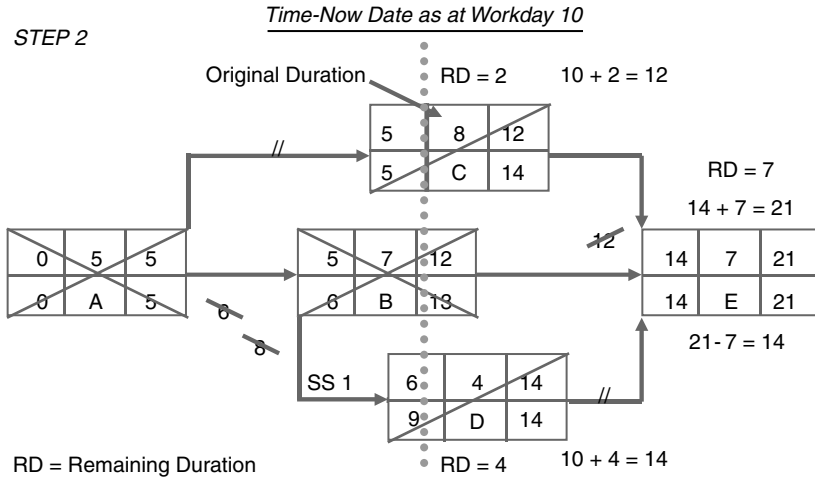 Time-Now Date as at Workday 10
STEP 2
Original Duration
RD = 2
10 + 2 = 12
5 8 12
5 C 14
//
RD = 7
14 + 7 = 21
12
0 5 5
0 A 5
5 7 12
6 B 13
14 7 21
14 E 21
6
8
21-7 = 14
SS 1
6 4 14
9 D 14
//
RD = Remaining Duration
RD = 4
10 + 4 = 14